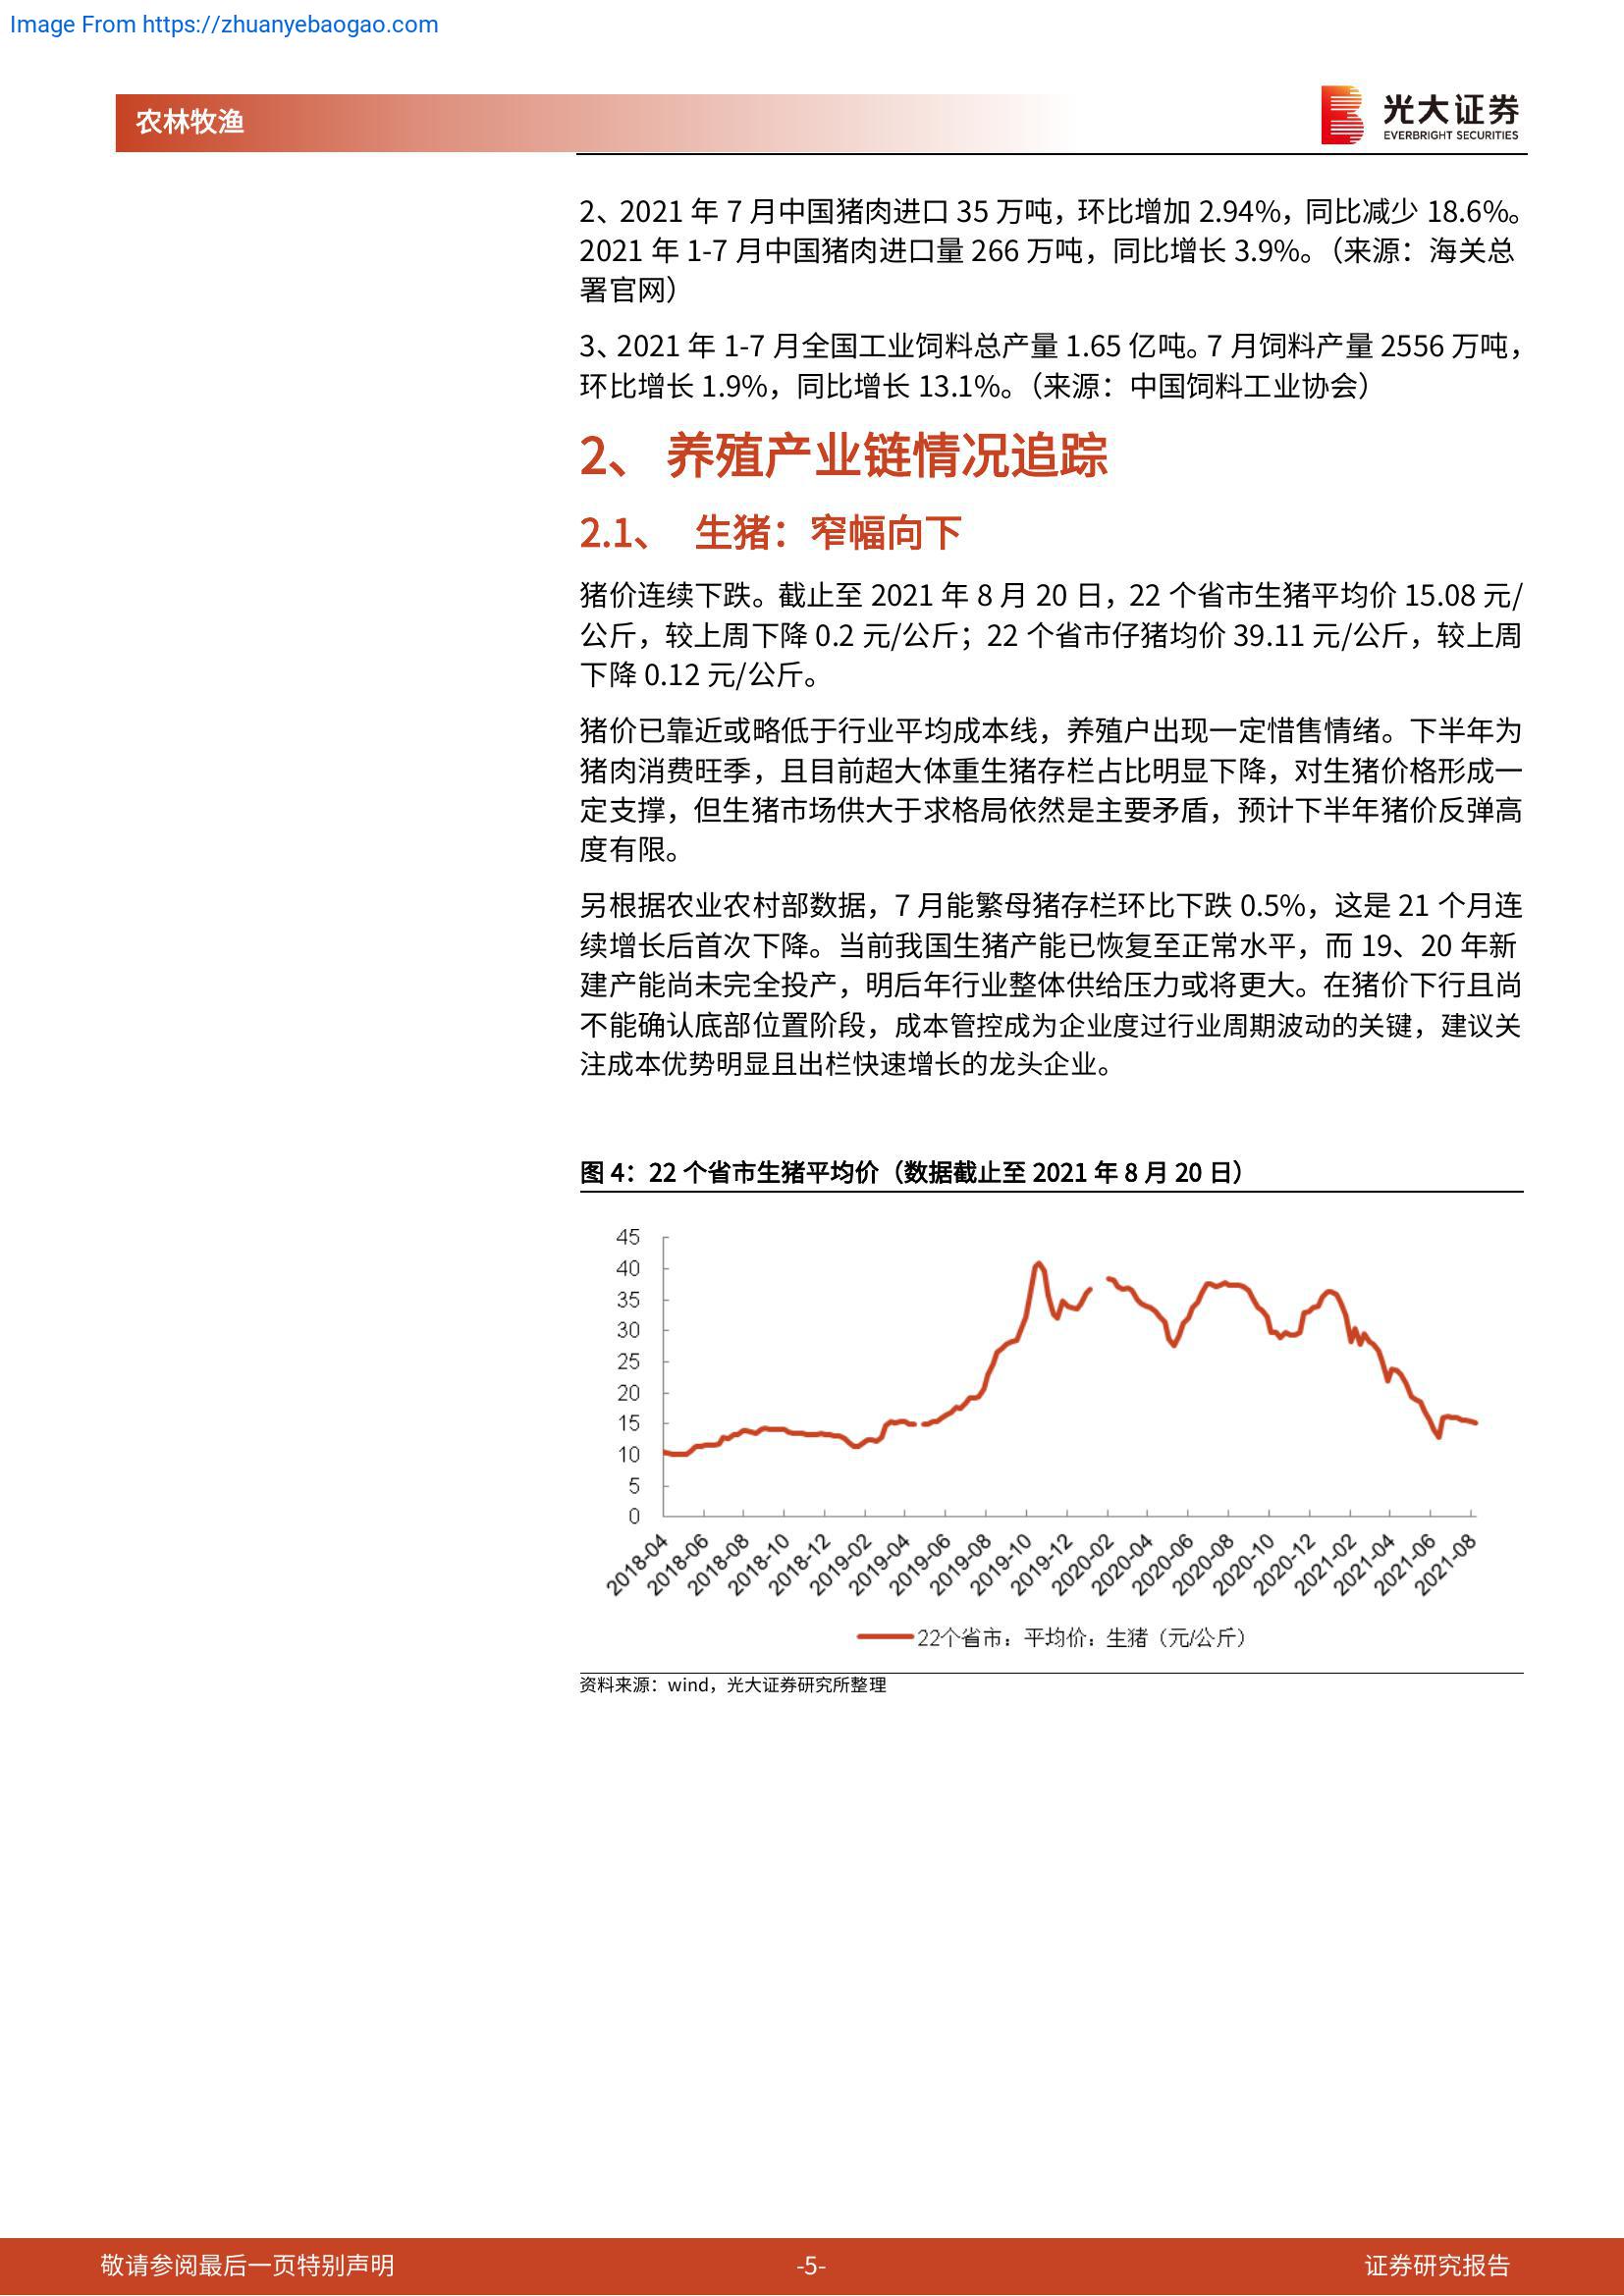 Image From https://zhuanyebaogao.com
农林牧渔
光大证券
EVERBRIGHT SECURITIES
2、2021 年 7 月中国猪肉进口 35 万吨，环比增加 2.94%，同比减少 18.6%。
2021 年 1-7 月中国猪肉进口量 266 万吨，同比增长 3.9%。（来源：海关总
署官网）
3、2021 年 1-7 月全国工业饲料总产量 1.65 亿吨。7 月饲料产量 2556 万吨，
环比增长 1.9%，同比增长 13.1%。（来源：中国饲料工业协会）
2、 养殖产业链情况追踪
2.1、 生猪：窄幅向下
猪价连续下跌。截止至 2021 年 8 月 20 日，22 个省市生猪平均价 15.08 元/
公斤，较上周下降 0.2 元/公斤；22 个省市仔猪均价 39.11 元/公斤，较上周
下降 0.12 元/公斤。
猪价已靠近或略低于行业平均成本线，养殖户出现一定惜售情绪。下半年为
猪肉消费旺季，且目前超大体重生猪存栏占比明显下降，对生猪价格形成一
定支撑，但生猪市场供大于求格局依然是主要矛盾，预计下半年猪价反弹高
度有限。
另根据农业农村部数据，7 月能繁母猪存栏环比下跌 0.5%，这是 21 个月连
续增长后首次下降。当前我国生猪产能已恢复至正常水平，而 19、20 年新
建产能尚未完全投产，明后年行业整体供给压力或将更大。在猪价下行且尚
不能确认底部位置阶段，成本管控成为企业度过行业周期波动的关键，建议关
注成本优势明显且出栏快速增长的龙头企业。
图 4：22 个省市生猪平均价（数据截止至 2021 年 8 月 20 日）
45
40
35
30
25
20
15
10
5
0
2018-04 2018-06 2018-08 2018-10 2018-12 2019-02 2019-04 2019-06 2019-08 2019-10 2019-12 2020-02 2020-04 2020-06 2020-08 2020-10 2020-12 2021-02 2021-04 2021-06 2021-08
22个省市：平均价：生猪（元/公斤）
资料来源：wind，光大证券研究所整理
敬请参阅最后一页特别声明 -5- 证券研究报告